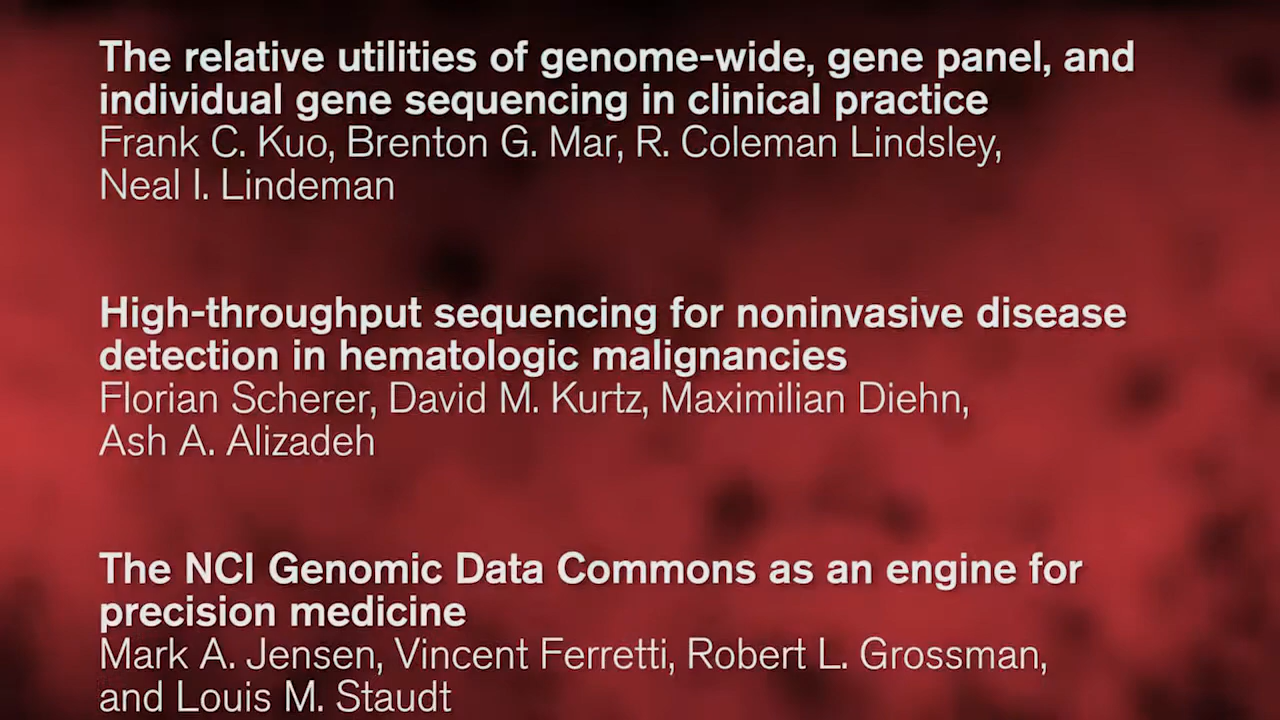 The relative utilities of genome-wide, gene panel, and
individual gene sequencing in clinical practice
Frank C. Kuo, Brenton G. Mar, R. Coleman Lindsley,
Neal I. Lindeman
High-throughput sequencing for noninvasive disease
detection in hematologic malignancies
Florian Scherer, David M. Kurtz, Maximilian Diehn,
Ash A. Alizadeh
The NCI Genomic Data Commons as an engine for
precision medicine
Mark A. Jensen, Vincent Ferretti, Robert L. Grossman,
and Louis M. Staudt